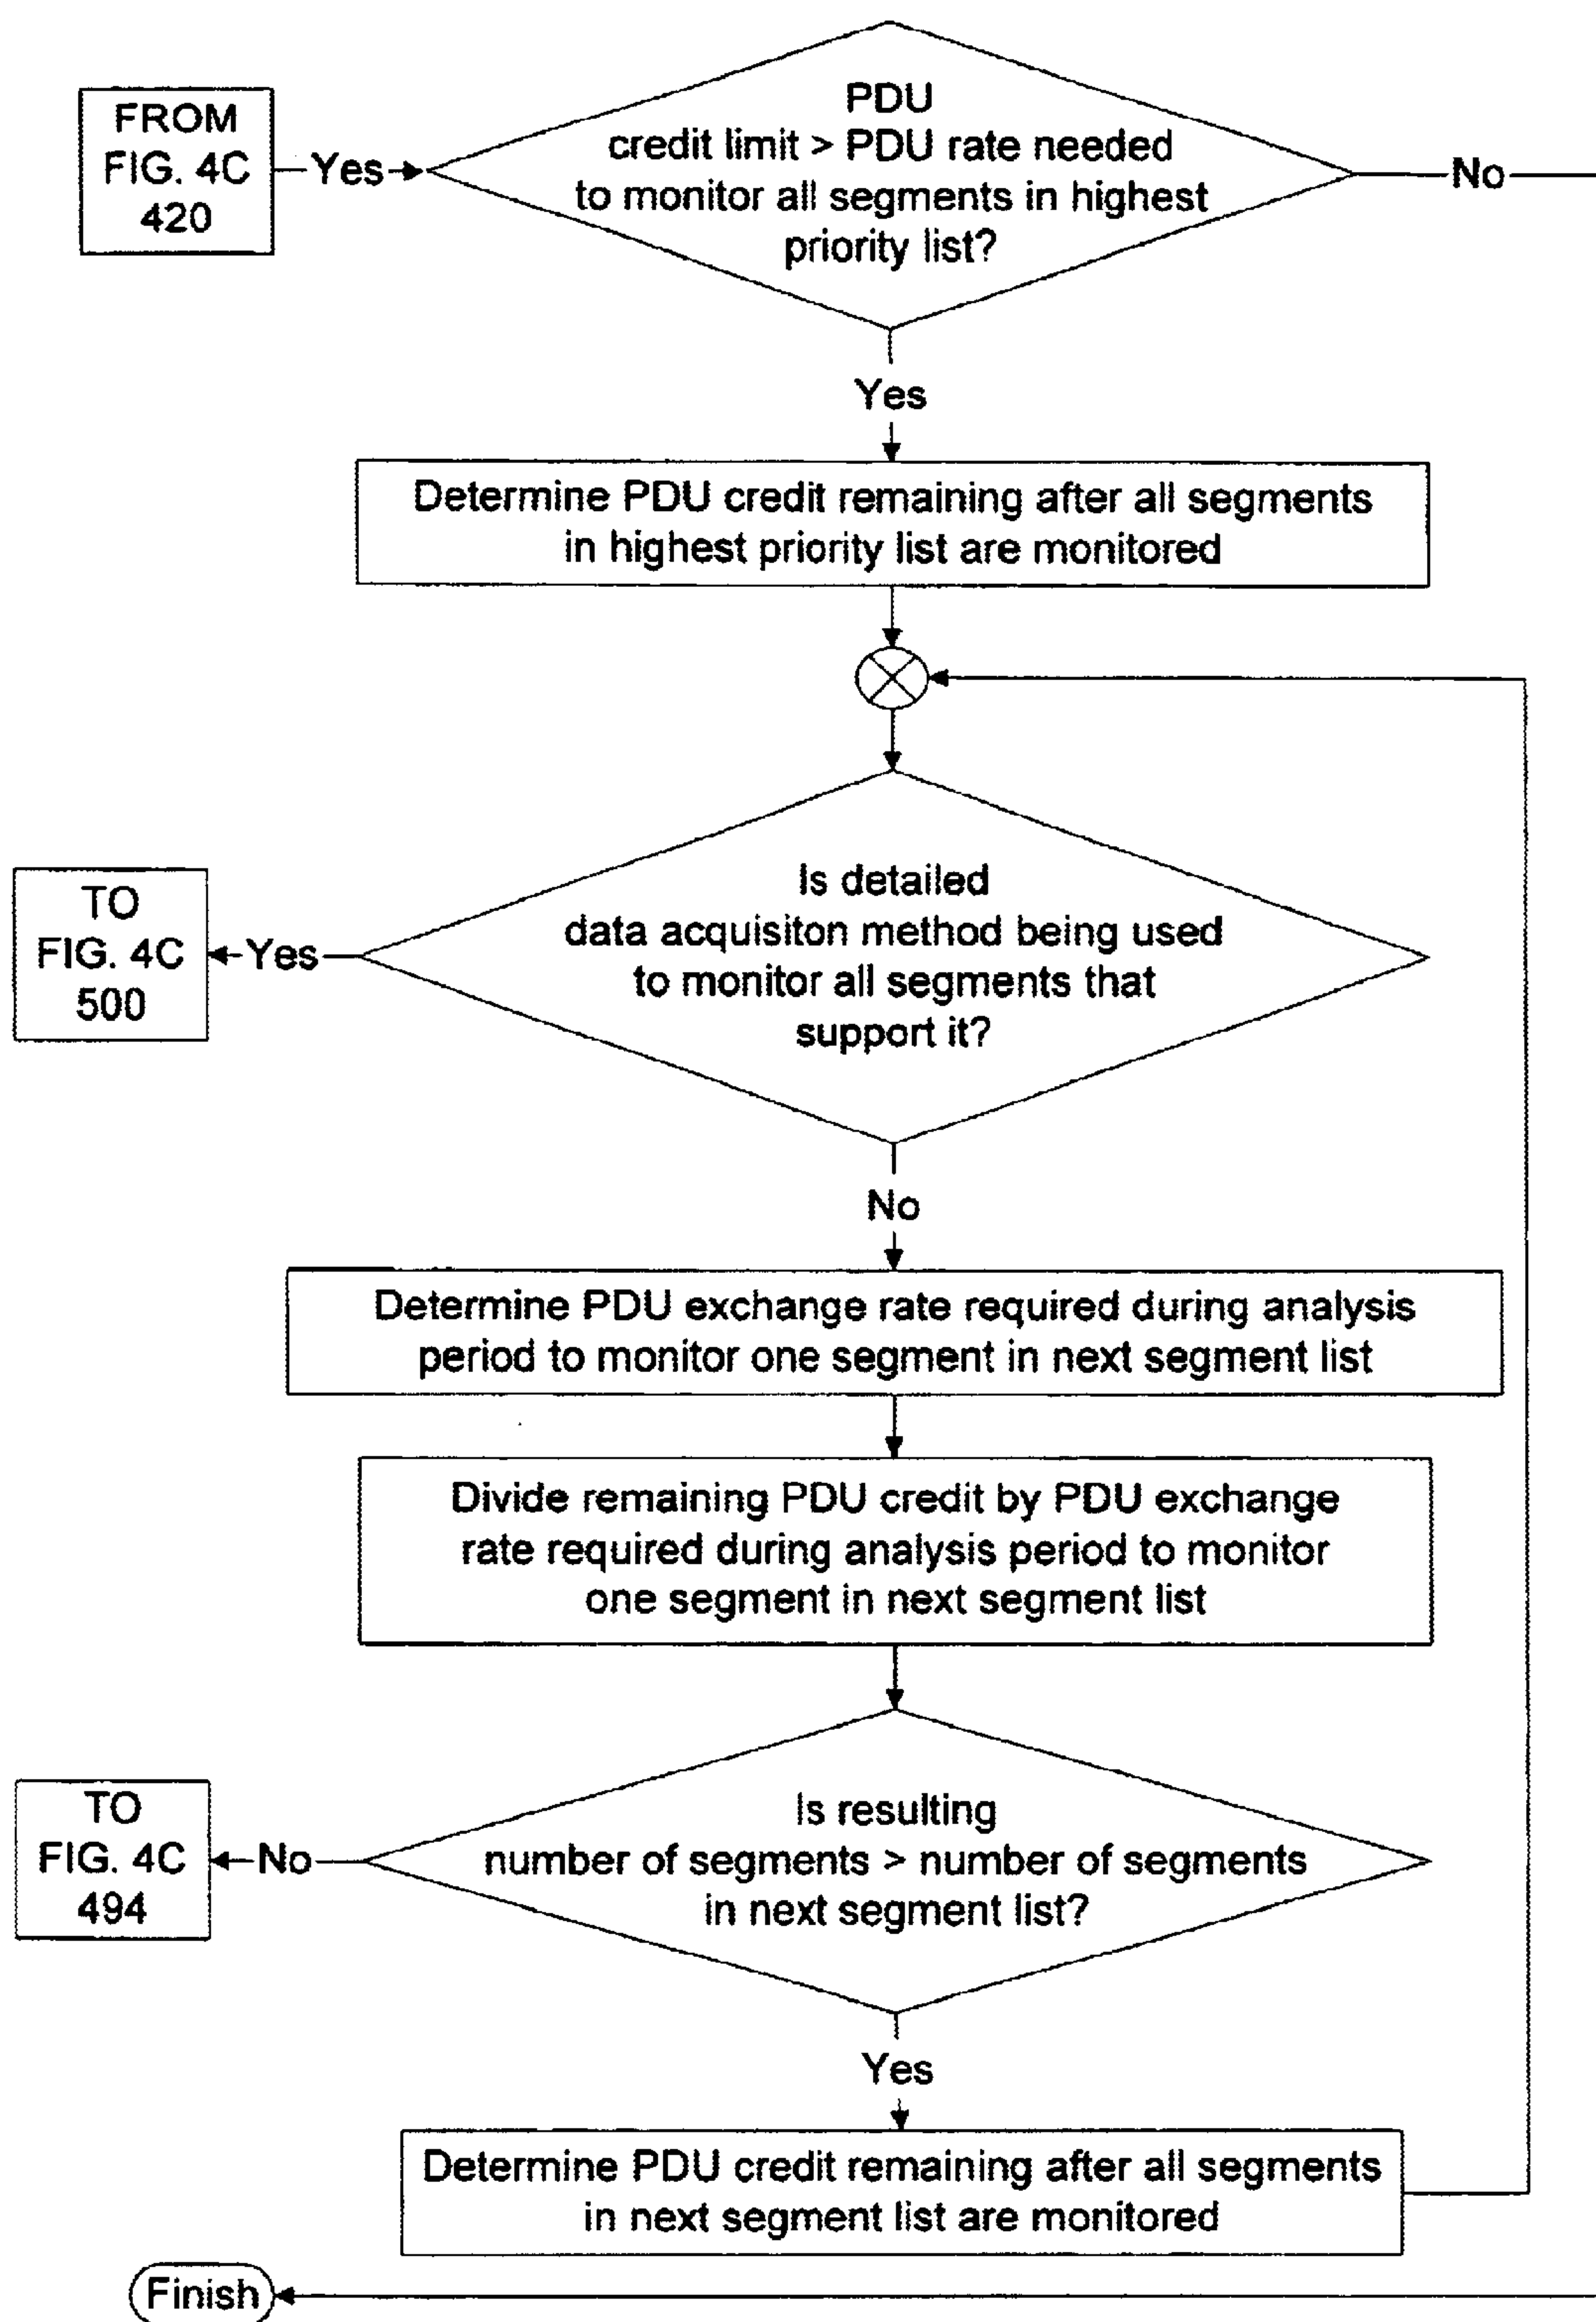 FROM
FIG. 4C
420
Yes
PDU
credit limit > PDU rate needed
to monitor all segments in highest
priority list?
No
Yes
Determine PDU credit remaining after all segments
in highest priority list are monitored
Is detailed
data acquisiton method being used
to monitor all segments that
support it?
TO
FIG. 4C
500
Yes
No
Determine PDU exchange rate required during analysis
period to monitor one segment in next segment list
Divide remaining PDU credit by PDU exchange
rate required during analysis period to monitor
one segment in next segment list
Is resulting
number of segments > number of segments
in next segment list?
TO
FIG. 4C
494
No
Yes
Determine PDU credit remaining after all segments
in next segment list are monitored
Finish